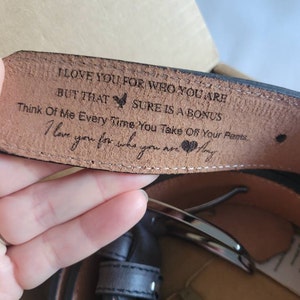 I LOVE YOU FOR WHO YOU ARE
BUT THAT SURE IS A BONUS
Think Of Me Every Time You Take Off Your Pants.
I love you for who you are Amy